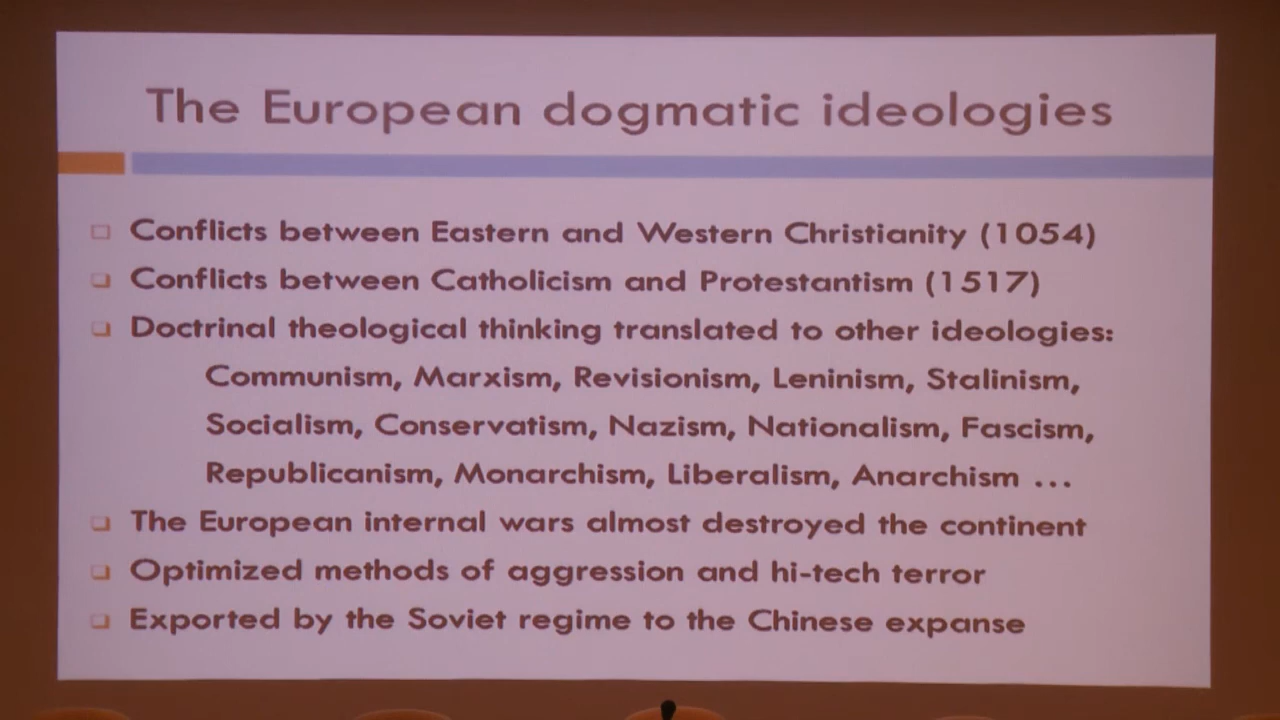 The European dogmatic ideologies
Conflicts between Eastern and Western Christianity (1054)
Conflicts between Catholicism and Protestantism (1517)
Doctrinal theological thinking translated to other ideologies:
Communism, Marxism, Revisionism, Leninism, Stalinism,
Socialism, Conservatism, Nazism, Nationalism, Fascism,
Republicanism, Monarchism, Liberalism, Anarchism ...
The European internal wars almost destroyed the continent
Optimized methods of aggression and hi-tech terror
Exported by the Soviet regime to the Chinese expanse